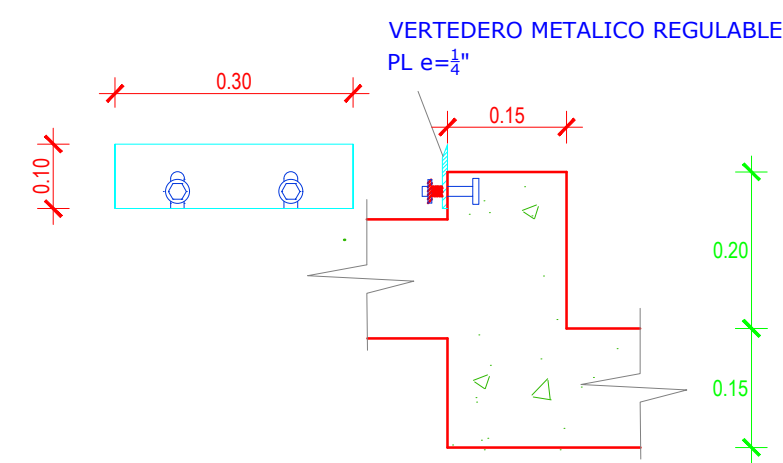 VERTEDERO METALICO REGULABLE
PL e=¼"
0.30
0.15
0.10
0.20
0.15